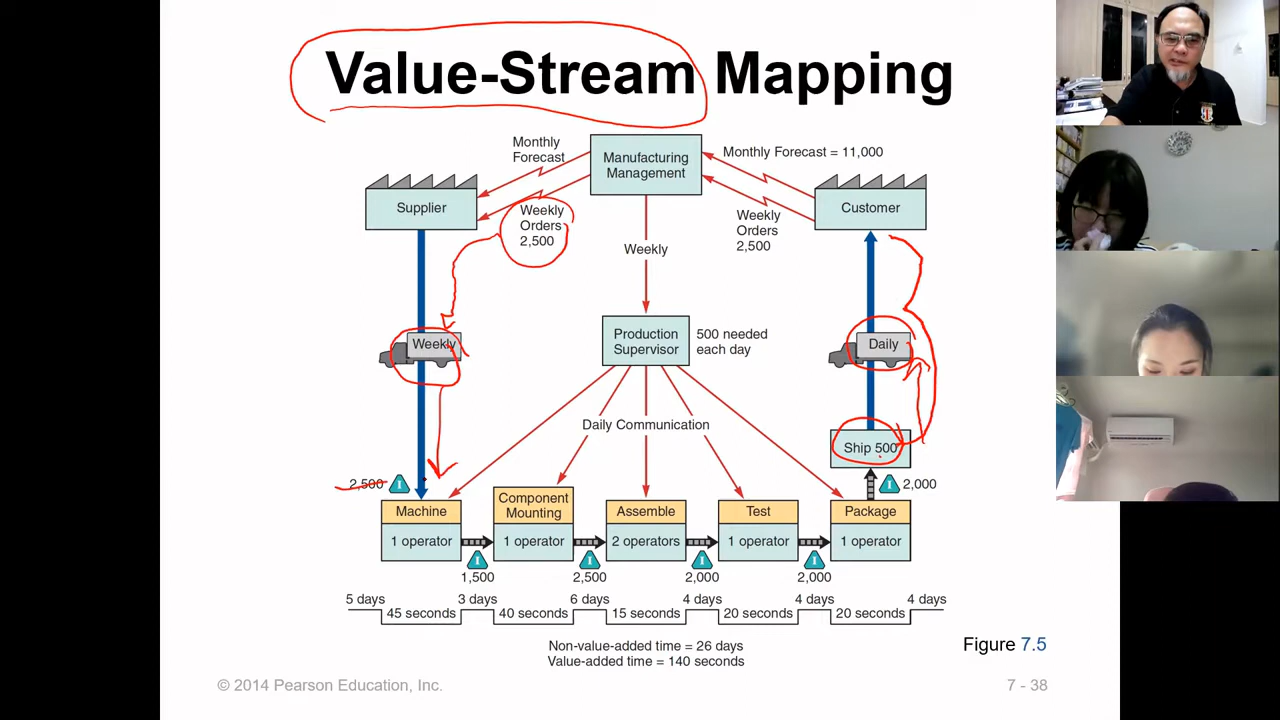 Value-Stream Mapping
Monthly
Forecast
Manufacturing
Management
Monthly Forecast = 11,000
Supplier
Weekly
Orders
2,500
Weekly
Orders
2,500
Customer
Weekly
Weekly
Production
Supervisor
500 needed
each day
Daily
Daily Communication
Ship 500
2,500
I
I
2,000
Machine
Component
Mounting
Assemble
Test
Package
1 operator
1 operator
2 operators
1 operator
1 operator
I
I
I
I
1,500
2,500
2,000
2,000
5 days
3 days
6 days
4 days
4 days
4 days
45 seconds
40 seconds
15 seconds
20 seconds
20 seconds
Non-value-added time = 26 days
Value-added time = 140 seconds
Figure 7.5
© 2014 Pearson Education, Inc.
7 - 38